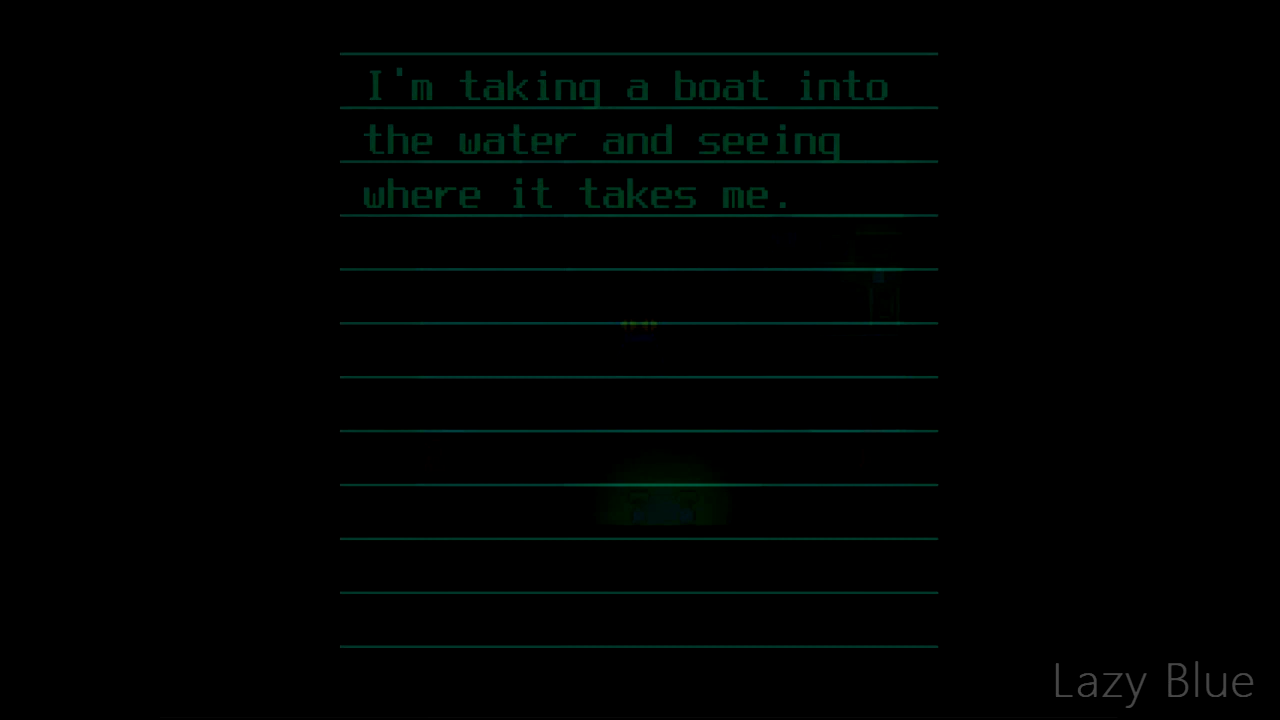 I'm taking a boat into
the water and seeing
where it takes me.
Lazy Blue